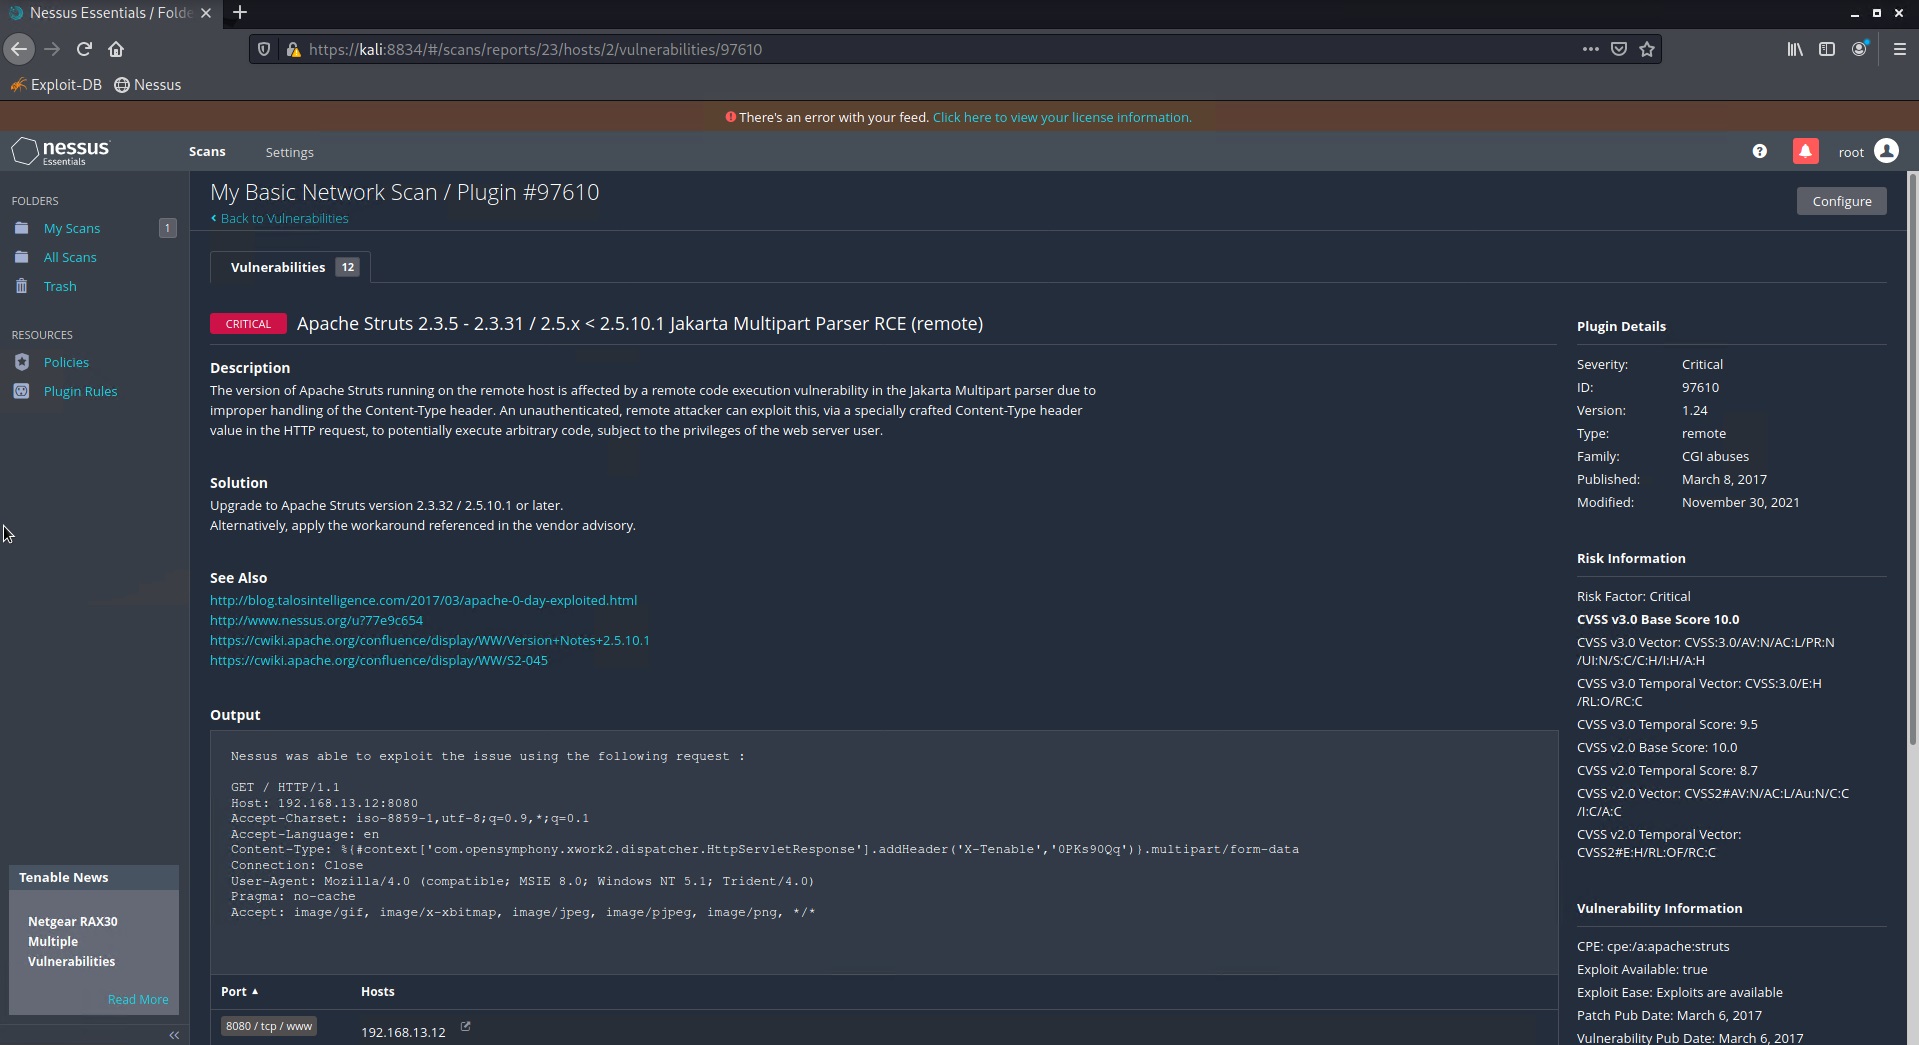 Nessus Essentials / Folde
https://kali:8834/#/scans/reports/23/hosts/2/vulnerabilities/97610
Exploit-DB
Nessus
There's an error with your feed. Click here to view your license information.
nessus
Essentials
Scans
Settings
root
FOLDERS
My Scans
1
All Scans
Trash
RESOURCES
Policies
Plugin Rules
Tenable News
Netgear RAX30
Multiple
Vulnerabilities
Read More
My Basic Network Scan / Plugin #97610
Back to Vulnerabilities
Configure
Vulnerabilities 12
CRITICAL Apache Struts 2.3.5 - 2.3.31 / 2.5.x < 2.5.10.1 Jakarta Multipart Parser RCE (remote)
Description
The version of Apache Struts running on the remote host is affected by a remote code execution vulnerability in the Jakarta Multipart parser due to
improper handling of the Content-Type header. An unauthenticated, remote attacker can exploit this, via a specially crafted Content-Type header
value in the HTTP request, to potentially execute arbitrary code, subject to the privileges of the web server user.
Solution
Upgrade to Apache Struts version 2.3.32 / 2.5.10.1 or later.
Alternatively, apply the workaround referenced in the vendor advisory.
See Also
http://blog.talosintelligence.com/2017/03/apache-0-day-exploited.html
http://www.nessus.org/u?77e9c654
https://cwiki.apache.org/confluence/display/WW/Version+Notes+2.5.10.1
https://cwiki.apache.org/confluence/display/WW/S2-045
Output
Nessus was able to exploit the issue using the following request :
GET / HTTP/1.1
Host: 192.168.13.12:8080
Accept-Charset: iso-8859-1,utf-8;q=0.9,*;q=0.1
Accept-Language: en
Content-Type: %{#context['com.opensymphony.xwork2.dispatcher.HttpServletResponse'].addHeader('X-Tenable','0PKs90Qq')}.multipart/form-data
Connection: Close
User-Agent: Mozilla/4.0 (compatible; MSIE 8.0; Windows NT 5.1; Trident/4.0)
Pragma: no-cache
Accept: image/gif, image/x-xbitmap, image/jpeg, image/pjpeg, image/png, */*
Port Hosts
8080 / tcp / www 192.168.13.12
Plugin Details
Severity: Critical
ID: 97610
Version: 1.24
Type: remote
Family: CGI abuses
Published: March 8, 2017
Modified: November 30, 2021
Risk Information
Risk Factor: Critical
CVSS v3.0 Base Score 10.0
CVSS v3.0 Vector: CVSS:3.0/AV:N/AC:L/PR:N
/UI:N/S:C/C:H/I:H/A:H
CVSS v3.0 Temporal Vector: CVSS:3.0/E:H
/RL:O/RC:C
CVSS v3.0 Temporal Score: 9.5
CVSS v2.0 Base Score: 10.0
CVSS v2.0 Temporal Score: 8.7
CVSS v2.0 Vector: CVSS2#AV:N/AC:L/Au:N/C:C
/I:C/A:C
CVSS v2.0 Temporal Vector:
CVSS2#E:H/RL:OF/RC:C
Vulnerability Information
CPE: cpe:/a:apache:struts
Exploit Available: true
Exploit Ease: Exploits are available
Patch Pub Date: March 6, 2017
Vulnerability Pub Date: March 6, 2017